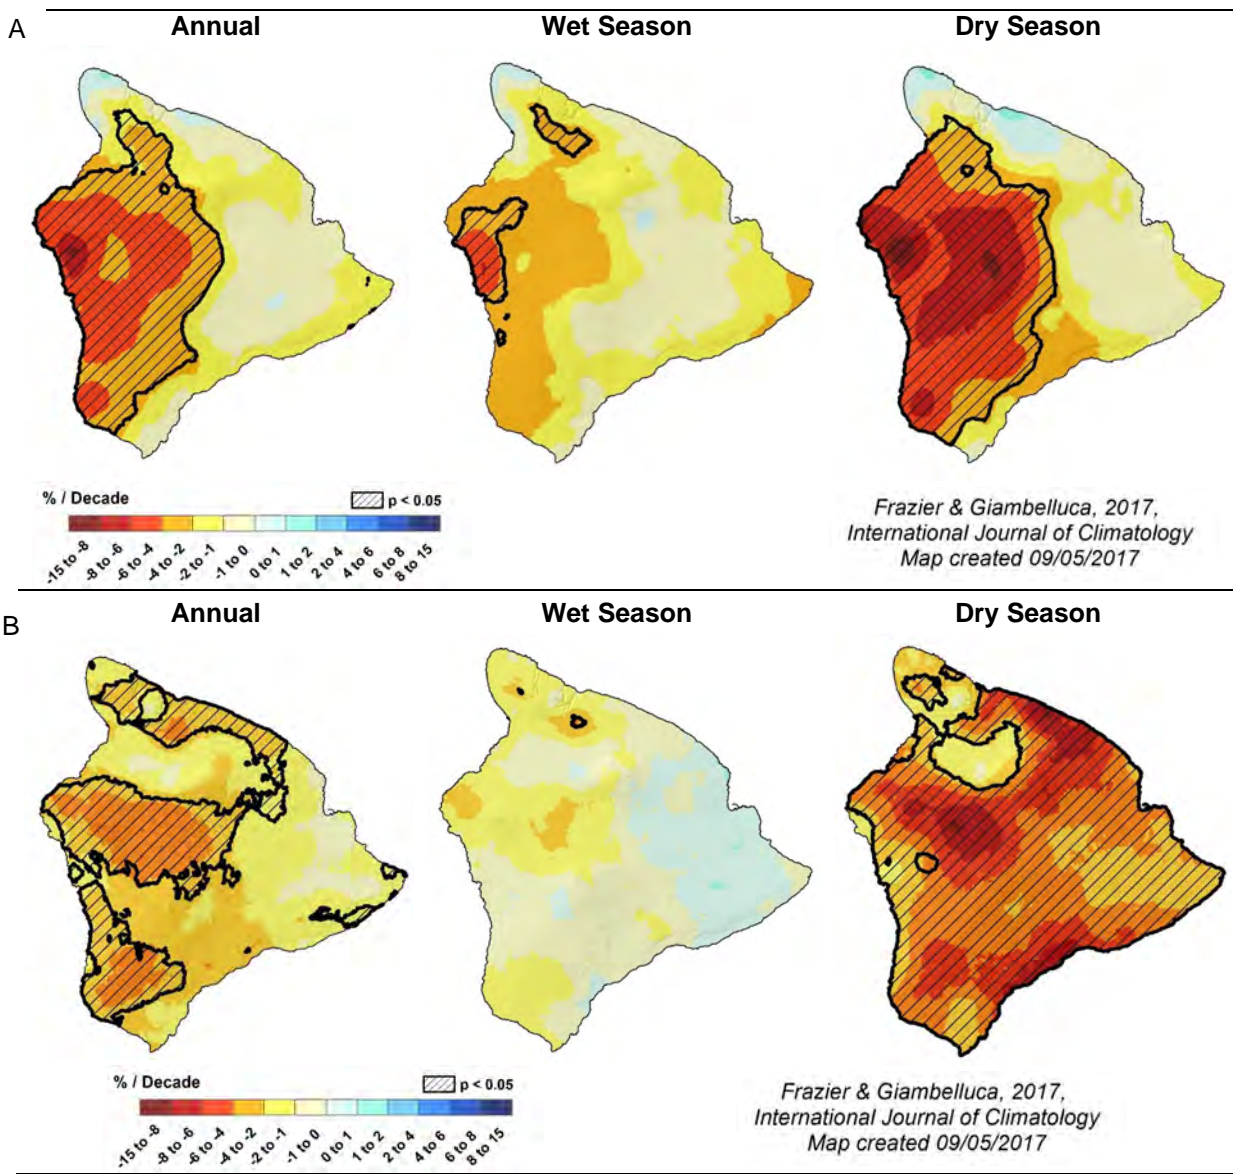 A
Annual Wet Season Dry Season
% / Decade p < 0.05
-15 to -8 -8 to -6 -6 to -4 -4 to -2 -2 to -1 -1 to 0 0 to 1 1 to 2 2 to 4 4 to 6 6 to 8 8 to 15
Frazier & Giambelluca, 2017,
International Journal of Climatology
Map created 09/05/2017
B
Annual Wet Season Dry Season
% / Decade p < 0.05
-15 to -8 -8 to -6 -6 to -4 -4 to -2 -2 to -1 -1 to 0 0 to 1 1 to 2 2 to 4 4 to 6 6 to 8 8 to 15
Frazier & Giambelluca, 2017,
International Journal of Climatology
Map created 09/05/2017